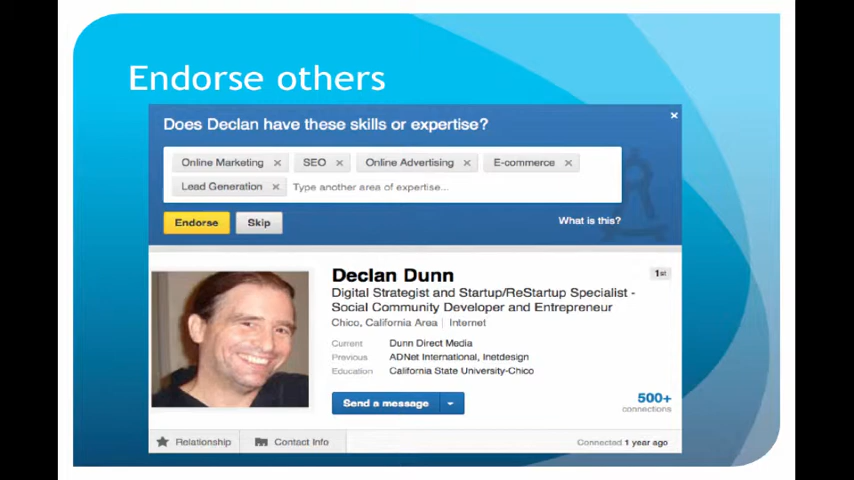 Endorse others
Does Declan have these skills or expertise?
×
Online Marketing × SEO × Online Advertising × E-commerce ×
Lead Generation × Type another area of expertise...
Endorse Skip What is this?
Declan Dunn 1st
Digital Strategist and Startup/ReStartup Specialist -
Social Community Developer and Entrepreneur
Chico, California Area | Internet
Current Dunn Direct Media
Previous ADNet International, Inetdesign
Education California State University-Chico
Send a message 500+
connections
Relationship Contact Info Connected 1 year ago